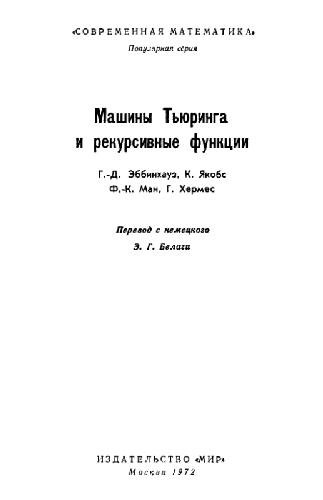 «СОВРЕМЕННАЯ МАТЕМАТИКА»
Популярная серия
Машины Тьюринга
и рекурсивные функции
Г.-Д. Эббинхауз, К. Якобс
Ф.-К. Ман, Г. Хермес
Перевод с немецкого
Э. Г. Белаги
ИЗДАТЕЛЬСТВО «МИР»
Москва 1972